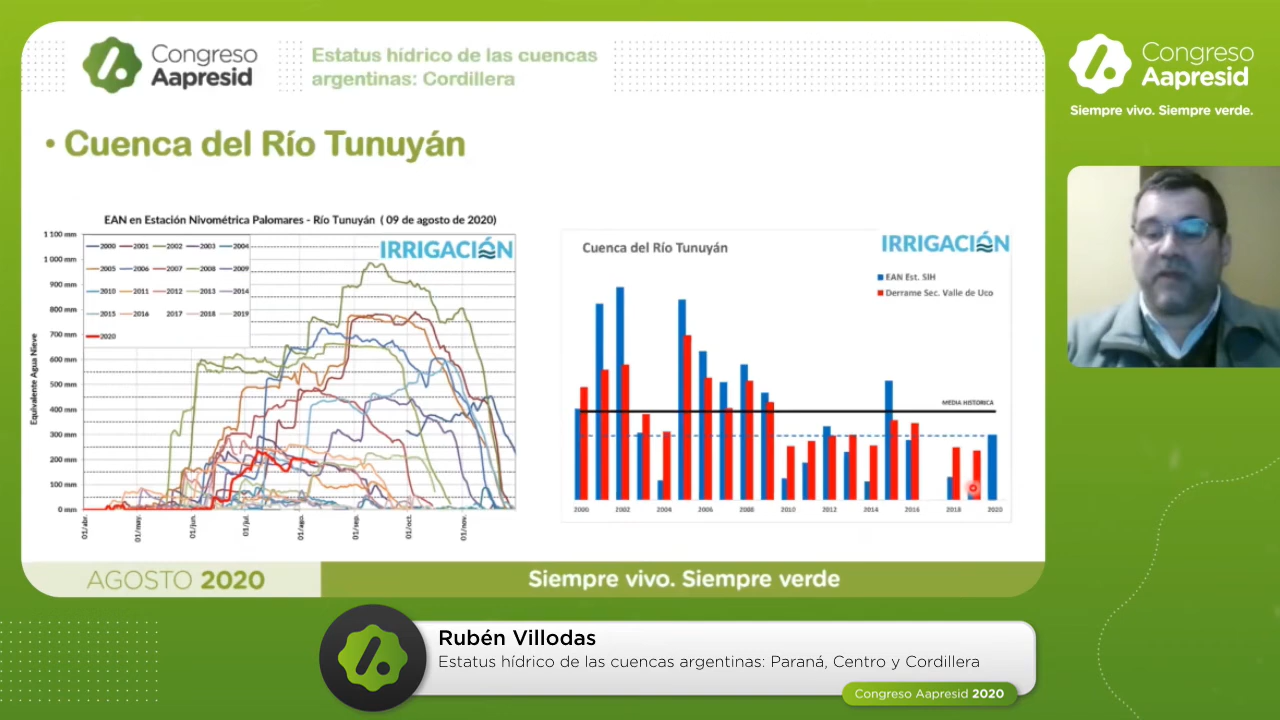 Congreso
Aapresid
Estatus hídrico de las cuencas
argentinas: Cordillera
Congreso
Aapresid
Siempre vivo. Siempre verde.
• Cuenca del Río Tunuyán
EAN en Estación Nivométrica Palomares - Río Tunuyán ( 09 de agosto de 2020)
IRRIGACIÓN
Equivalente Agua Nieve
1 100 mm
1 000 mm
900 mm
800 mm
700 mm
600 mm
500 mm
400 mm
300 mm
200 mm
100 mm
0 mm
2000 2001 2002 2003 2004
2005 2006 2007 2008 2009
2010 2011 2012 2013 2014
2015 2016 2017 2018 2019
2020
01/abr.
01/may.
01/jun.
01/jul.
01/ago.
01/sep.
01/oct.
01/nov.
Cuenca del Río Tunuyán
IRRIGACIÓN
EAN Est. SIH
Derrame Sec. Valle de Uco
MEDIA HISTORICA
2000 2002 2004 2006 2008 2010 2012 2014 2016 2018 2020
AGOSTO 2020
Siempre vivo. Siempre verde
Rubén Villodas
Estatus hídrico de las cuencas argentinas: Paraná, Centro y Cordillera
Congreso Aapresid 2020